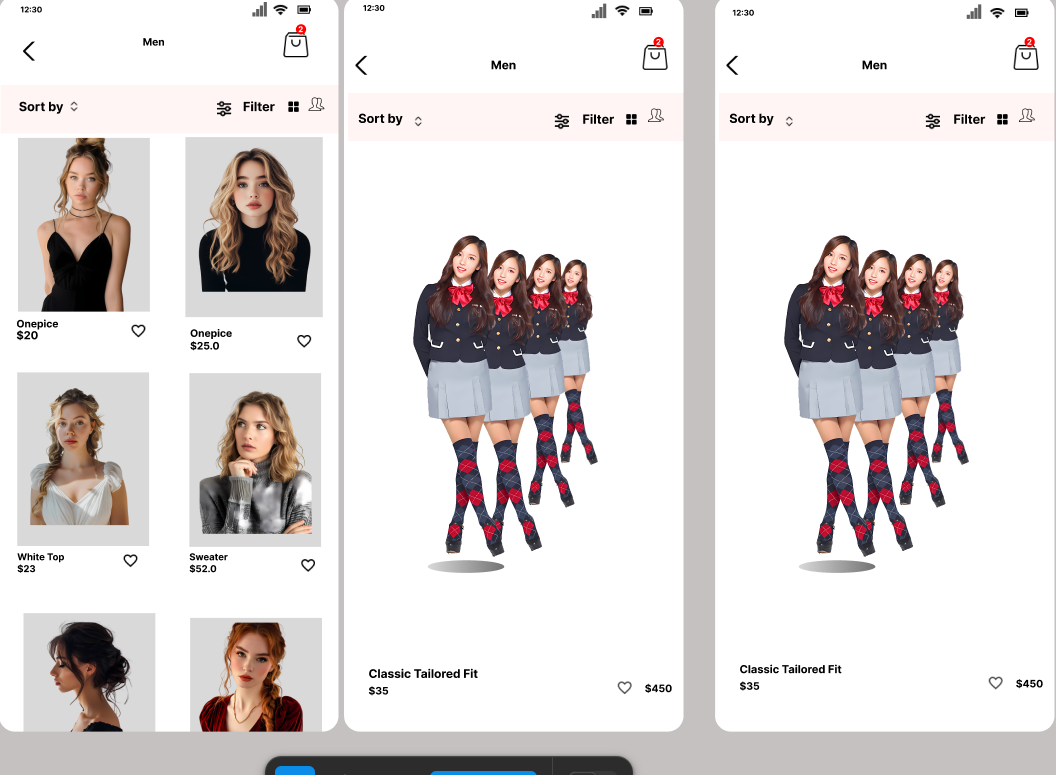 12:30
Men
2
Sort by
Filter
Onepice
$20
Onepice
$25.0
White Top
$23
Sweater
$52.0
12:30
Men
2
Sort by
Filter
Classic Tailored Fit
$35
$450
12:30
Men
2
Sort by
Filter
Classic Tailored Fit
$35
$450